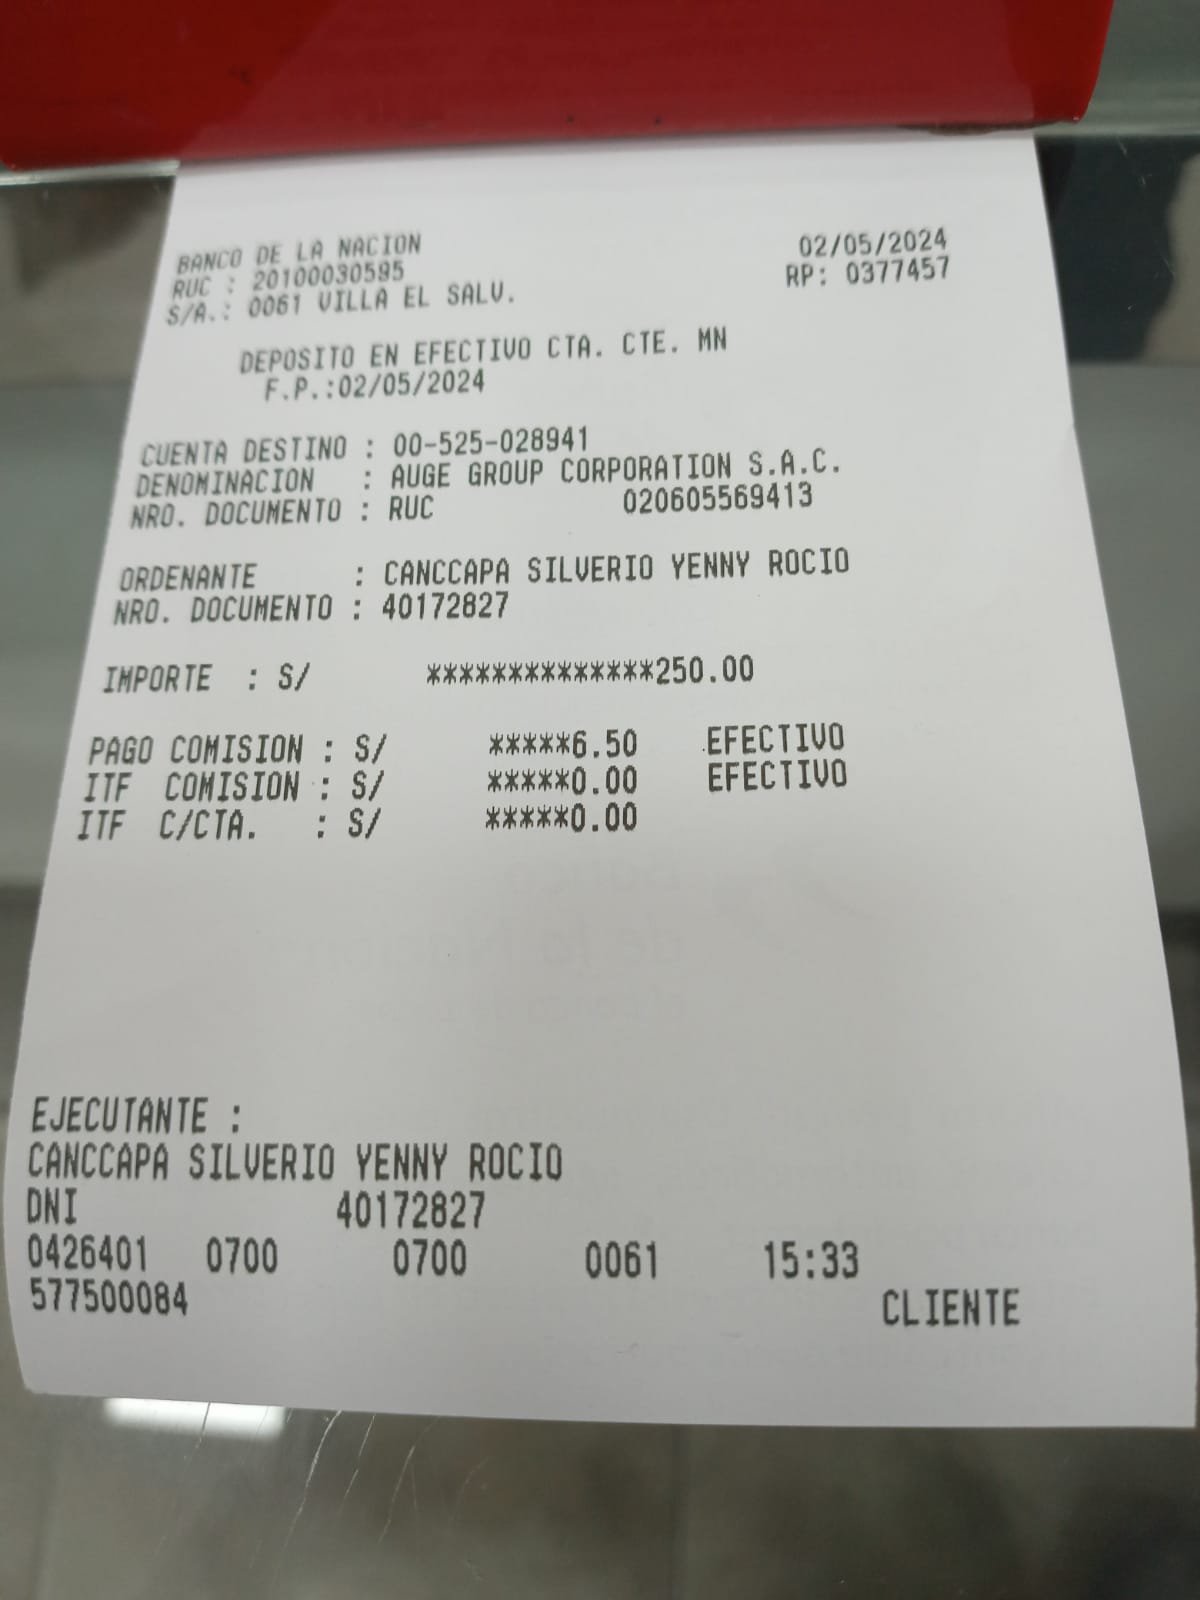 BANCO DE LA NACION 02/05/2024
RUC : 20100030595 RP: 0377457
S/A.: 0061 VILLA EL SALV.
DEPOSITO EN EFECTIVO CTA. CTE. MN
F.P.:02/05/2024
CUENTA DESTINO : 00-525-028941
DENOMINACION : AUGE GROUP CORPORATION S.A.C.
NRO. DOCUMENTO : RUC 020605569413
ORDENANTE : CANCCAPA SILVERIO YENNY ROCIO
NRO. DOCUMENTO : 40172827
IMPORTE : S/ **************250.00
PAGO COMISION : S/ *****6.50 EFECTIVO
ITF COMISION : S/ *****0.00 EFECTIVO
ITF C/CTA. : S/ *****0.00
EJECUTANTE :
CANCCAPA SILVERIO YENNY ROCIO
DNI 40172827
0426401 0700 0700 0061 15:33
577500084 CLIENTE